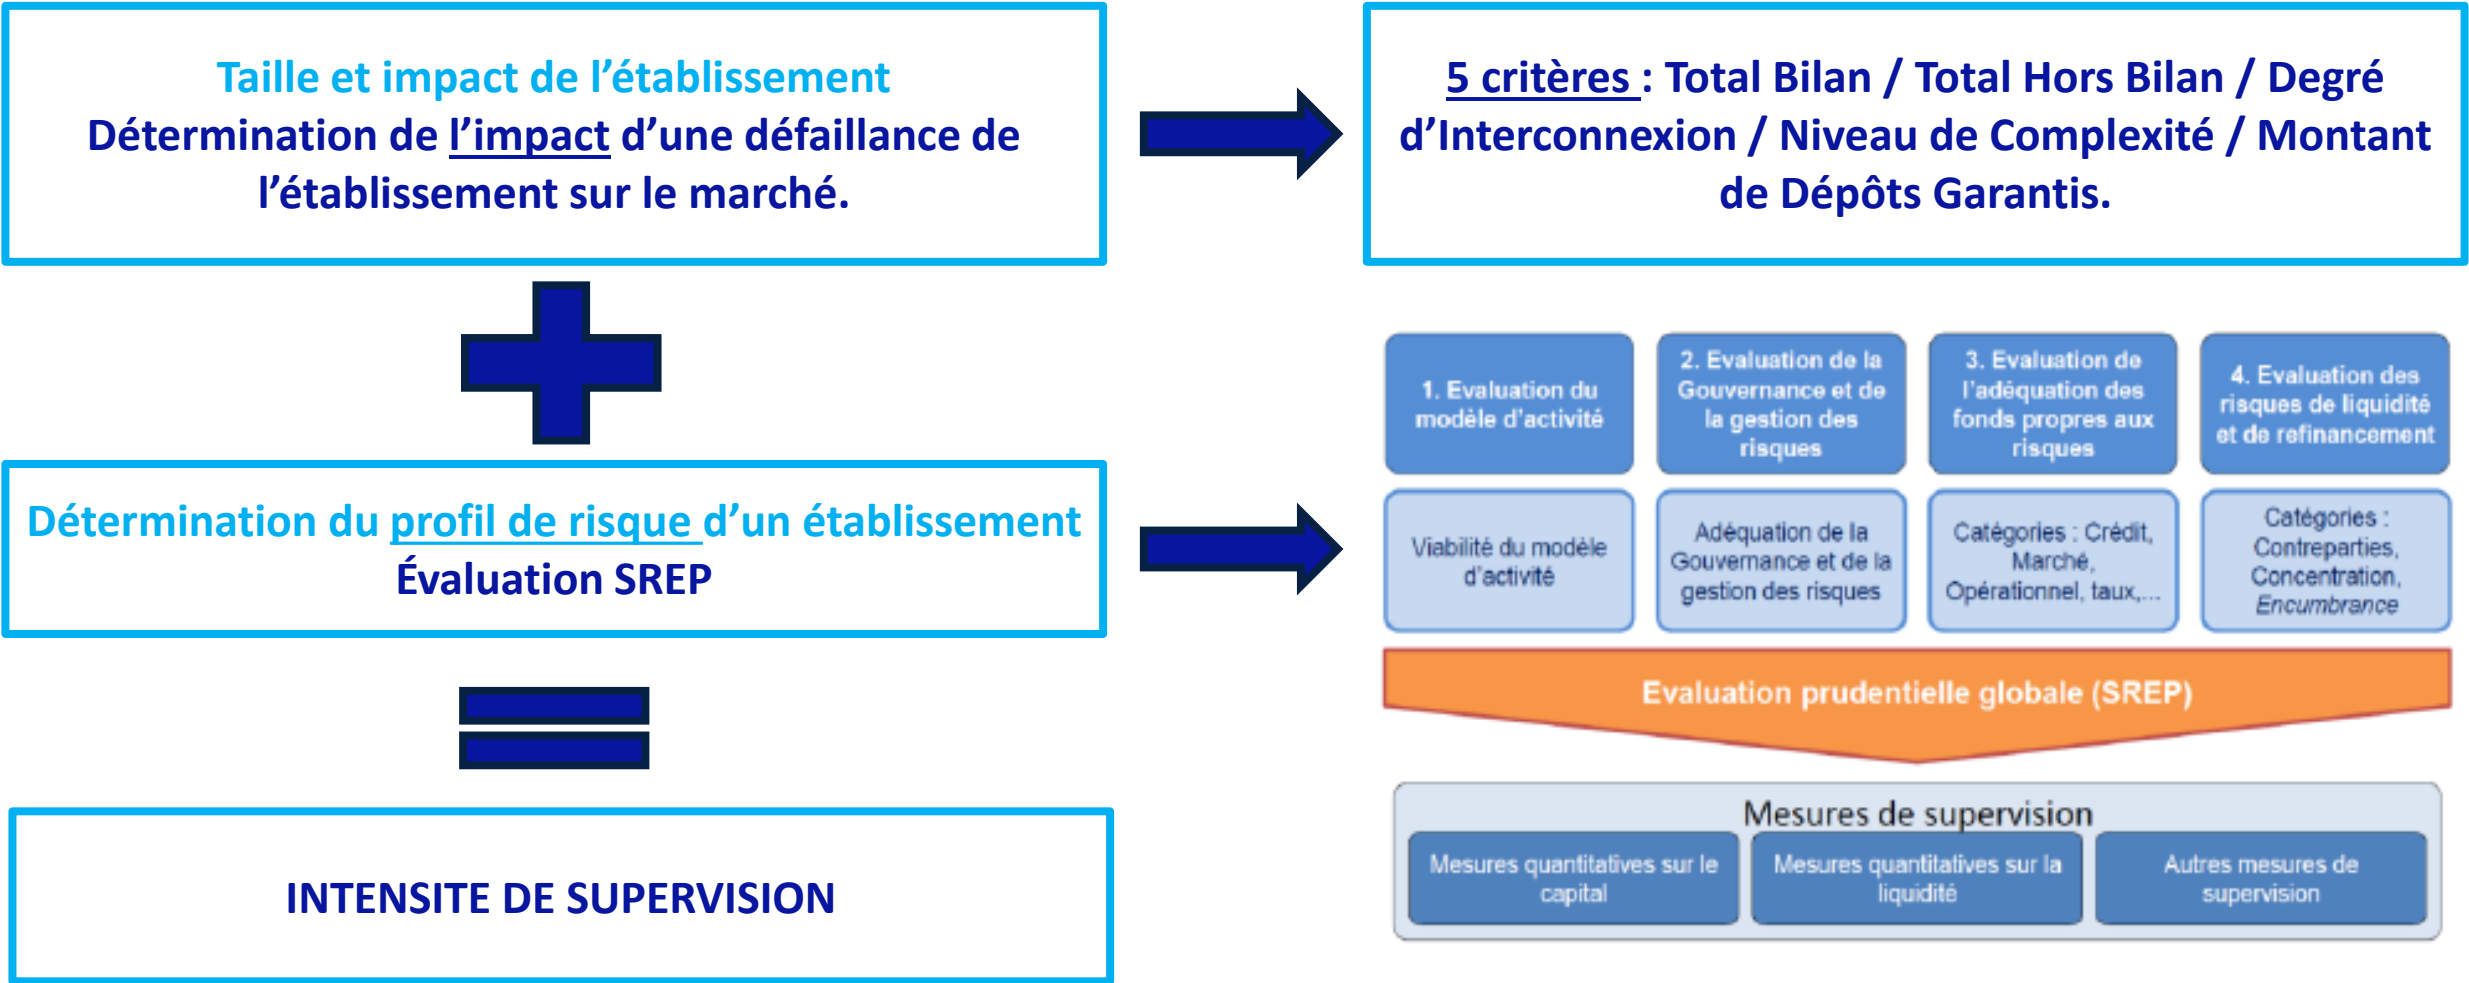 Taille et impact de l’établissement
Détermination de l’impact d’une défaillance de
l’établissement sur le marché.
5 critères : Total Bilan / Total Hors Bilan / Degré
d’Interconnexion / Niveau de Complexité / Montant
de Dépôts Garantis.
Détermination du profil de risque d’un établissement
Évaluation SREP
1. Evaluation du
modèle d’activité
2. Evaluation de la
Gouvernance et de
la gestion des
risques
3. Evaluation de
l’adéquation des
fonds propres aux
risques
4. Evaluation des
risques de liquidité
et de refinancement
Viabilité du modèle
d’activité
Adéquation de la
Gouvernance et de la
gestion des risques
Catégories : Crédit,
Marché,
Opérationnel, taux,...
Catégories :
Contreparties,
Concentration,
Encumbrance
Evaluation prudentielle globale (SREP)
INTENSITE DE SUPERVISION
Mesures de supervision
Mesures quantitatives sur le
capital
Mesures quantitatives sur la
liquidité
Autres mesures de
supervision